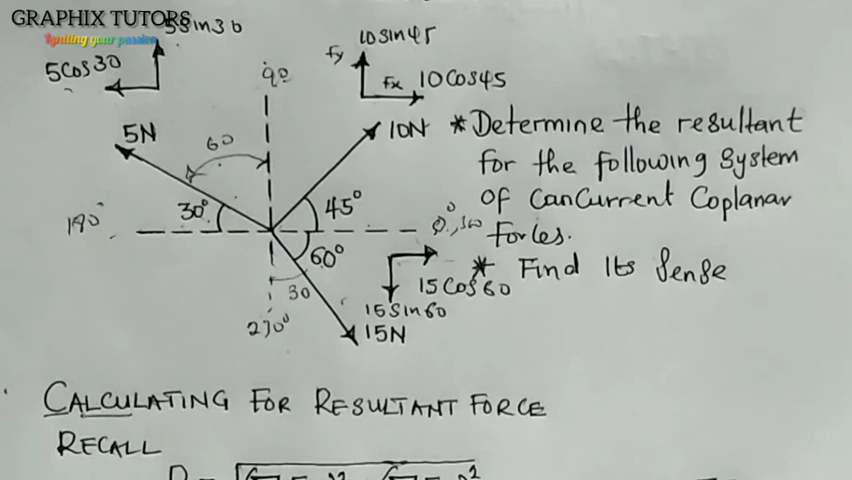 GRAPHIX TUTORS
Igniting your passion
5sin30
5Cos30
10sin45
fy
fx 10Cos45
90
5N
60
10N
30°
45°
180°
0°, 360
60°
30
270°
15Cos60
15Sin60
15N
*Determine the resultant
for the following System
Of ConCurrent Coplanar
forces.
* Find Its Sense
CALCULATING FOR RESULTANT FORCE
RECALL